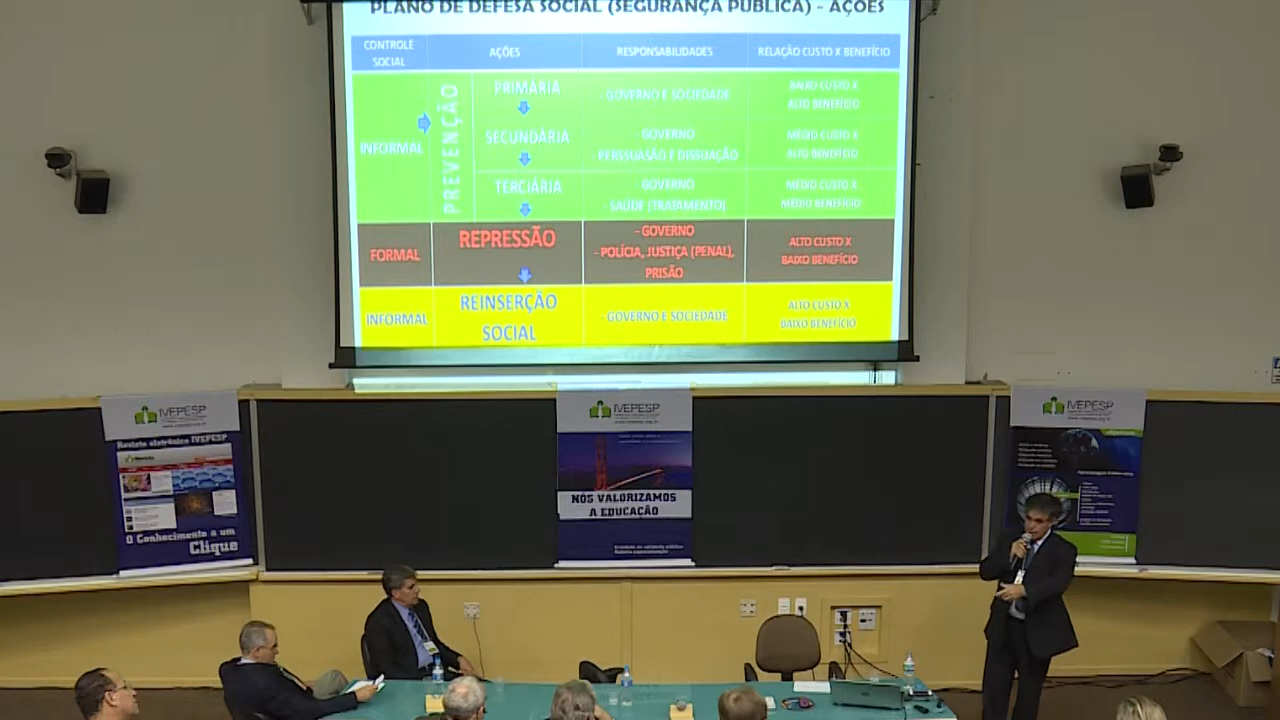 PLANO DE DEFESA SOCIAL (SEGURANÇA PÚBLICA) - AÇÕES
CONTROLE
SOCIAL
AÇÕES
RESPONSABILIDADES
RELAÇÃO CUSTO X BENEFÍCIO
INFORMAL
PREVENÇÃO
PRIMÁRIA
- GOVERNO E SOCIEDADE
BAIXO CUSTO X
ALTO BENEFÍCIO
SECUNDÁRIA
- GOVERNO
- PERSSUASÃO E DISSUAÇÃO
MÉDIO CUSTO X
ALTO BENEFÍCIO
TERCIÁRIA
- GOVERNO
- SAÚDE (TRATAMENTO)
MÉDIO CUSTO X
MÉDIO BENEFÍCIO
FORMAL
REPRESSÃO
- GOVERNO
- POLÍCIA, JUSTIÇA (PENAL),
PRISÃO
ALTO CUSTO X
BAIXO BENEFÍCIO
INFORMAL
REINSERÇÃO
SOCIAL
- GOVERNO E SOCIEDADE
ALTO CUSTO X
BAIXO BENEFÍCIO
IVEPESP
Revista eletrônica IVEPESP
O Conhecimento a um
Clique
IVEPESP
NÓS VALORIZAMOS
A EDUCAÇÃO
IVEPESP